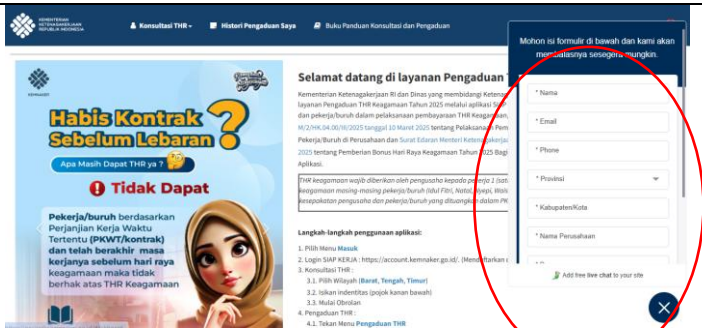 KEMENTERIAN
KETENAGAKERJAAN
REPUBLIK INDONESIA
Konsultasi THR
Histori Pengaduan Saya
Buku Panduan Konsultasi dan Pengaduan
KEMNAKER
Habis Kontrak
Sebelum Lebaran
?
Apa Masih Dapat THR ya ?
! Tidak Dapat
Pekerja/buruh berdasarkan
Perjanjian Kerja Waktu
Tertentu (PKWT/kontrak)
dan telah berakhir masa
kerjanya sebelum hari raya
keagamaan maka tidak
berhak atas THR Keagamaan
Selamat datang di layanan Pengaduan
Kementerian Ketenagakerjaan RI dan Dinas yang membidangi Ketena
layanan Pengaduan THR Keagamaan Tahun 2025 melalui aplikasi
dan pekerja/buruh dalam pelaksanaan pembayaraan THR Keagamaan,
M/2/HK.04.00/III/2025 tanggal 10 Maret 2025 tentang Pelaksanaan Pem
Pekerja/Buruh di Perusahaan dan Surat Edaran Menteri Ketenagakerja
2025 tentang Pemberian Bonus Hari Raya Keagamaan Tahun 2025 Bagi
Aplikasi.
THR keagamaan wajib diberikan oleh pengusaha kepada pekerja 1 (sat
keagamaan masing-masing pekerja/buruh (Idul Fitri, Natal, Nyepi, Wais
kesepakatan pengusaha dan pekerja/buruh yang dituangkan dalam PK
Langkah-langkah penggunaan aplikasi:
1. Pilih Menu Masuk
2. Login SIAP KERJA : https://account.kemnaker.go.id/. (Mendaftarkan
3. Konsultasi THR :
3.1. Pilih Wilayah (Barat, Tengah, Timur)
3.2. Isikan indentitas (pojok kanan bawah)
3.3. Mulai Obrolan
4. Pengaduan THR :
4.1. Tekan Menu Pengaduan THR
Mohon isi formulir di bawah dan kami akan
membalasnya sesegera mungkin.
* Nama
* Email
* Phone
* Provinsi
* Kabupaten/Kota
* Nama Perusahaan
Add free live chat to your site